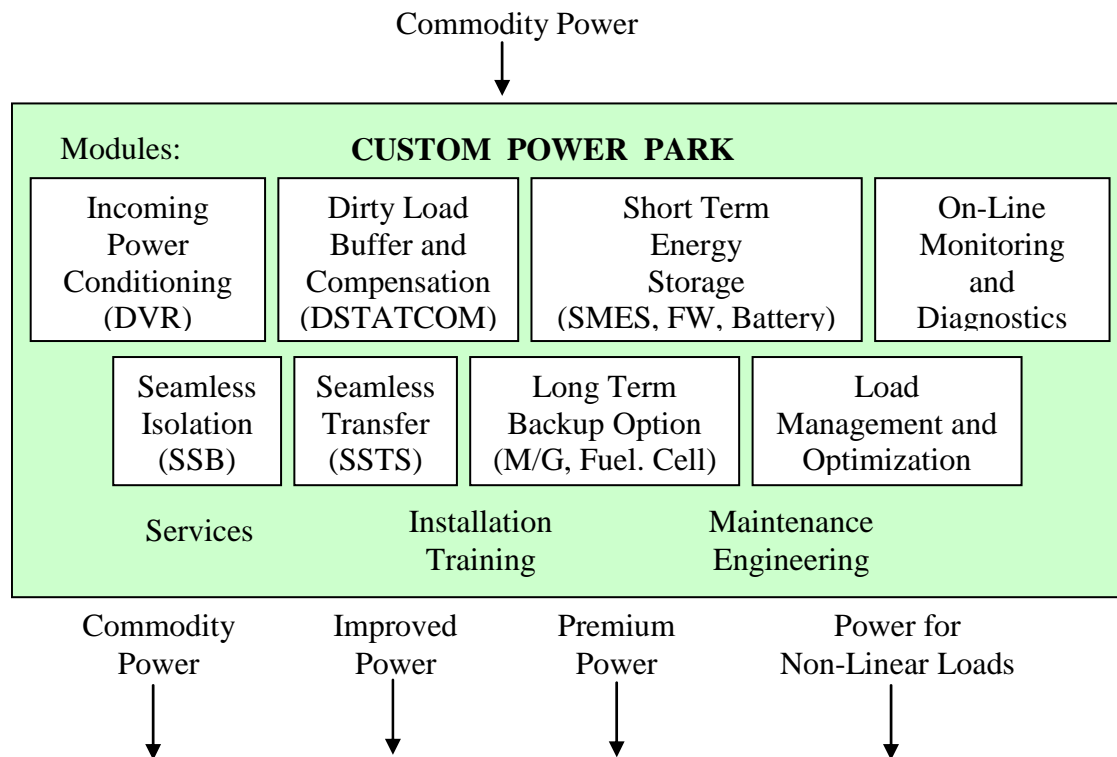 Commodity Power
Modules:
CUSTOM POWER PARK
Incoming
Power
Conditioning
(DVR)
Dirty Load
Buffer and
Compensation
(DSTATCOM)
Short Term
Energy
Storage
(SMES, FW, Battery)
On-Line
Monitoring
and
Diagnostics
Seamless
Isolation
(SSB)
Seamless
Transfer
(SSTS)
Long Term
Backup Option
(M/G, Fuel. Cell)
Load
Management and
Optimization
Services
Installation
Training
Maintenance
Engineering
Commodity
Power
Improved
Power
Premium
Power
Power for
Non-Linear Loads